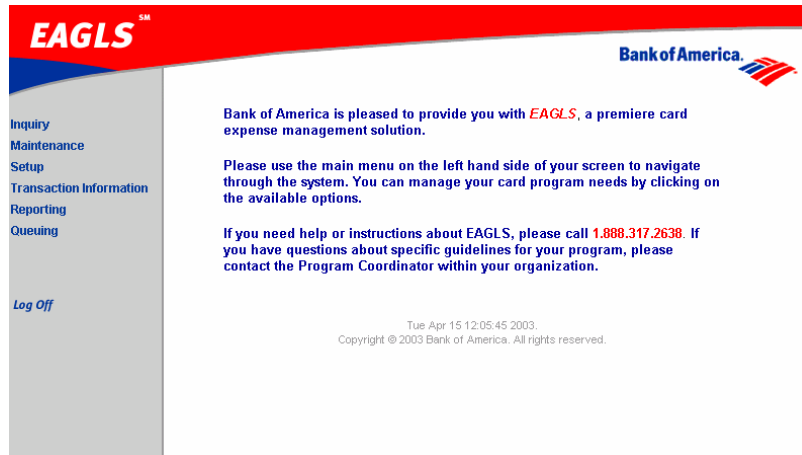 EAGLS SM
Bank of America.
Inquiry
Maintenance
Setup
Transaction Information
Reporting
Queuing
Log Off
Bank of America is pleased to provide you with EAGLS, a premiere card
expense management solution.
Please use the main menu on the left hand side of your screen to navigate
through the system. You can manage your card program needs by clicking on
the available options.
If you need help or instructions about EAGLS, please call 1.888.317.2638. If
you have questions about specific guidelines for your program, please
contact the Program Coordinator within your organization.
Tue Apr 15 12:05:45 2003.
Copyright © 2003 Bank of America. All rights reserved.